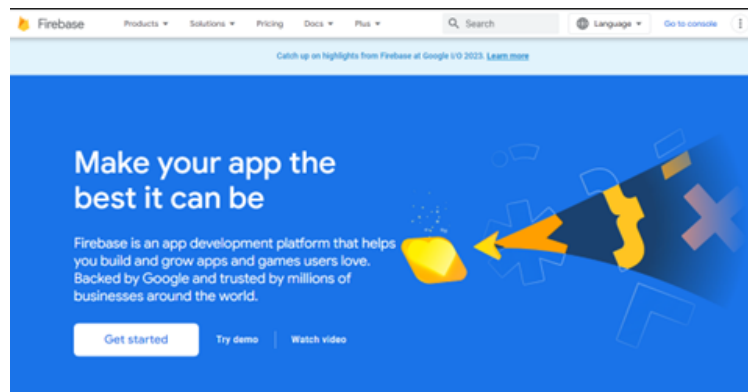 Firebase Products Solutions Pricing Docs Plus Search Language Go to console
Catch up on highlights from Firebase at Google I/O 2023. Learn more
Make your app the
best it can be
Firebase is an app development platform that helps
you build and grow apps and games users love.
Backed by Google and trusted by millions of
businesses around the world.
Get started Try demo Watch video